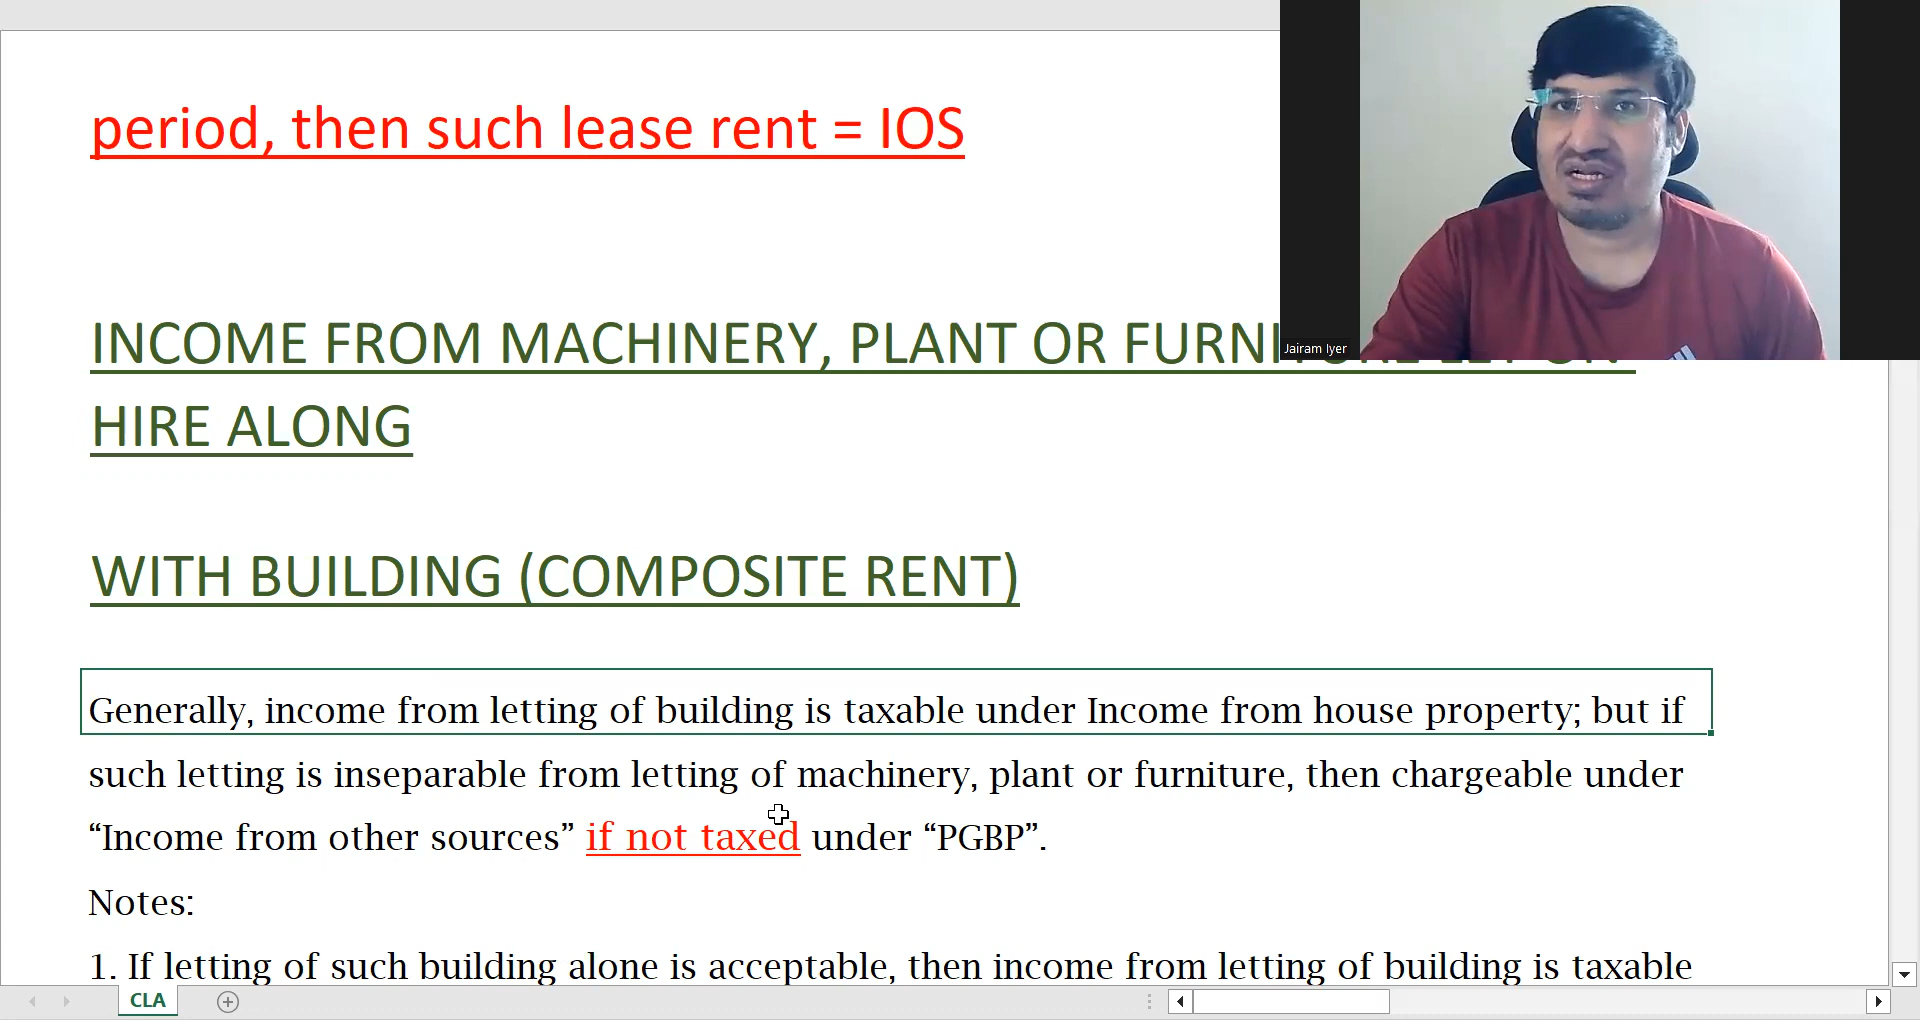 period, then such lease rent = IOS
INCOME FROM MACHINERY, PLANT OR
HIRE ALONG
WITH BUILDING (COMPOSITE RENT)
Generally, income from letting of building is taxable under Income from house property; but if
such letting is inseparable from letting of machinery, plant or furniture, then chargeable under
“Income from other sources” if not taxed under “PGBP”.
Notes:
1. If letting of such building alone is acceptable, then income from letting of building is taxable
Jairam Iyer
CLA